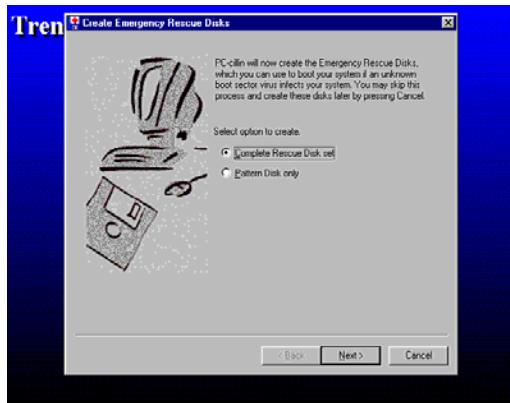 Tren
Create Emergency Rescue Disks
PC-cillin will now create the Emergency Rescue Disks,
which you can use to boot your system if an unknown
boot sector virus infects your system. You may skip this
process and create these disks later by pressing Cancel.
Select option to create.
Complete Rescue Disk set
Pattern Disk only
< Back
Next >
Cancel